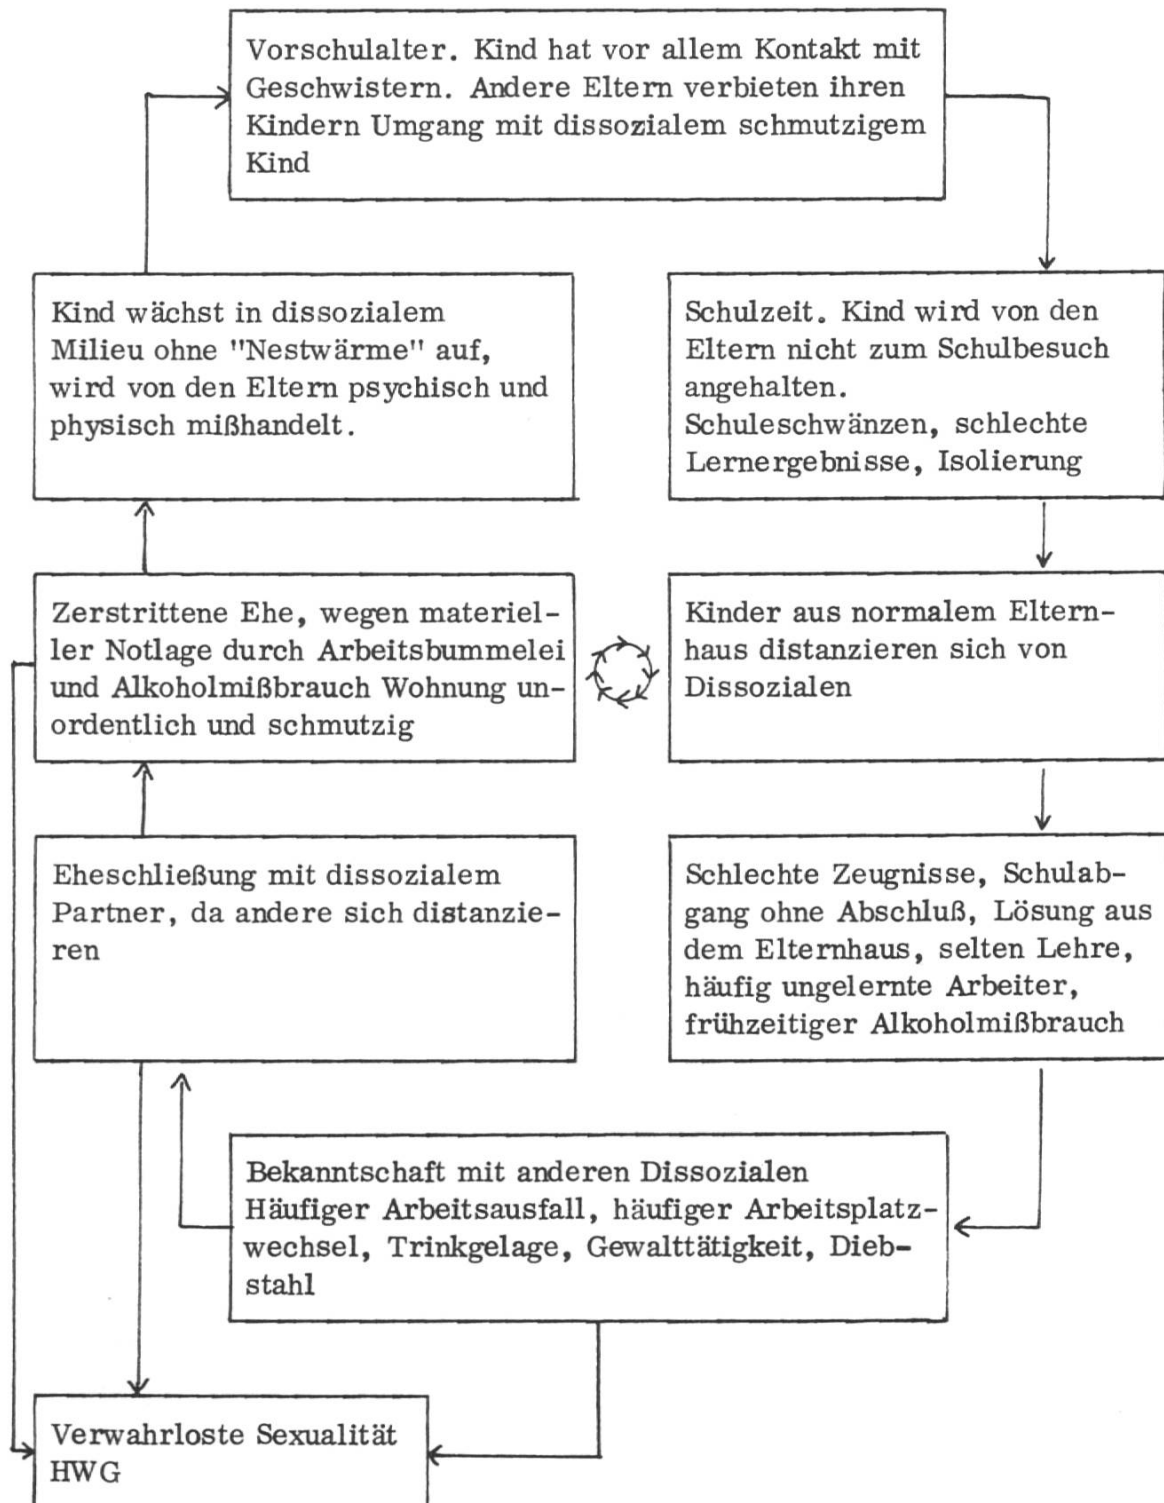 Vorschulalter. Kind hat vor allem Kontakt mit
Geschwistern. Andere Eltern verbieten ihren
Kindern Umgang mit dissozialem schmutzigem
Kind
Kind wächst in dissozialem
Milieu ohne "Nestwärme" auf,
wird von den Eltern psychisch und
physisch mißhandelt.
Schulzeit. Kind wird von den
Eltern nicht zum Schulbesuch
angehalten.
Schuleschwänzen, schlechte
Lernergebnisse, Isolierung
Zerstrittene Ehe, wegen materiel-
ler Notlage durch Arbeitsbummelei
und Alkoholmißbrauch Wohnung un-
ordentlich und schmutzig
Kinder aus normalem Eltern-
haus distanzieren sich von
Dissozialen
Eheschließung mit dissozialem
Partner, da andere sich distanzie-
ren
Schlechte Zeugnisse, Schulab-
gang ohne Abschluß, Lösung aus
dem Elternhaus, selten Lehre,
häufig ungelernte Arbeiter,
frühzeitiger Alkoholmißbrauch
Bekanntschaft mit anderen Dissozialen
Häufiger Arbeitsausfall, häufiger Arbeitsplatz-
wechsel, Trinkgelage, Gewalttätigkeit, Dieb-
stahl
Verwahrloste Sexualität
HWG